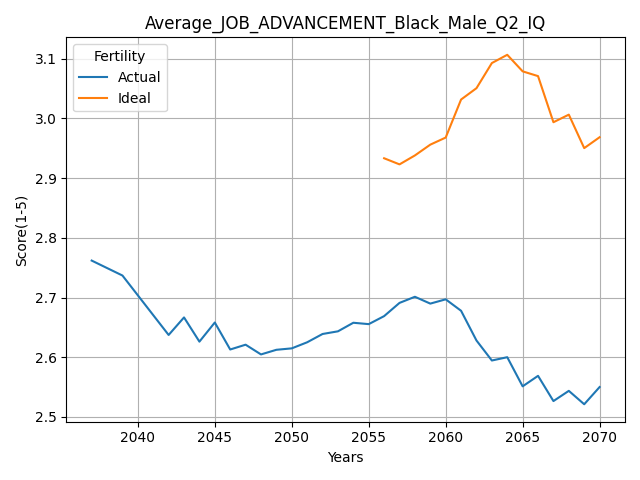 Average_JOB_ADVANCEMENT_Black_Male_Q2_IQ
Fertility
Actual
Ideal
3.1
3.0
2.9
2.8
2.7
2.6
2.5
Score(1-5)
2040 2045 2050 2055 2060 2065 2070
Years